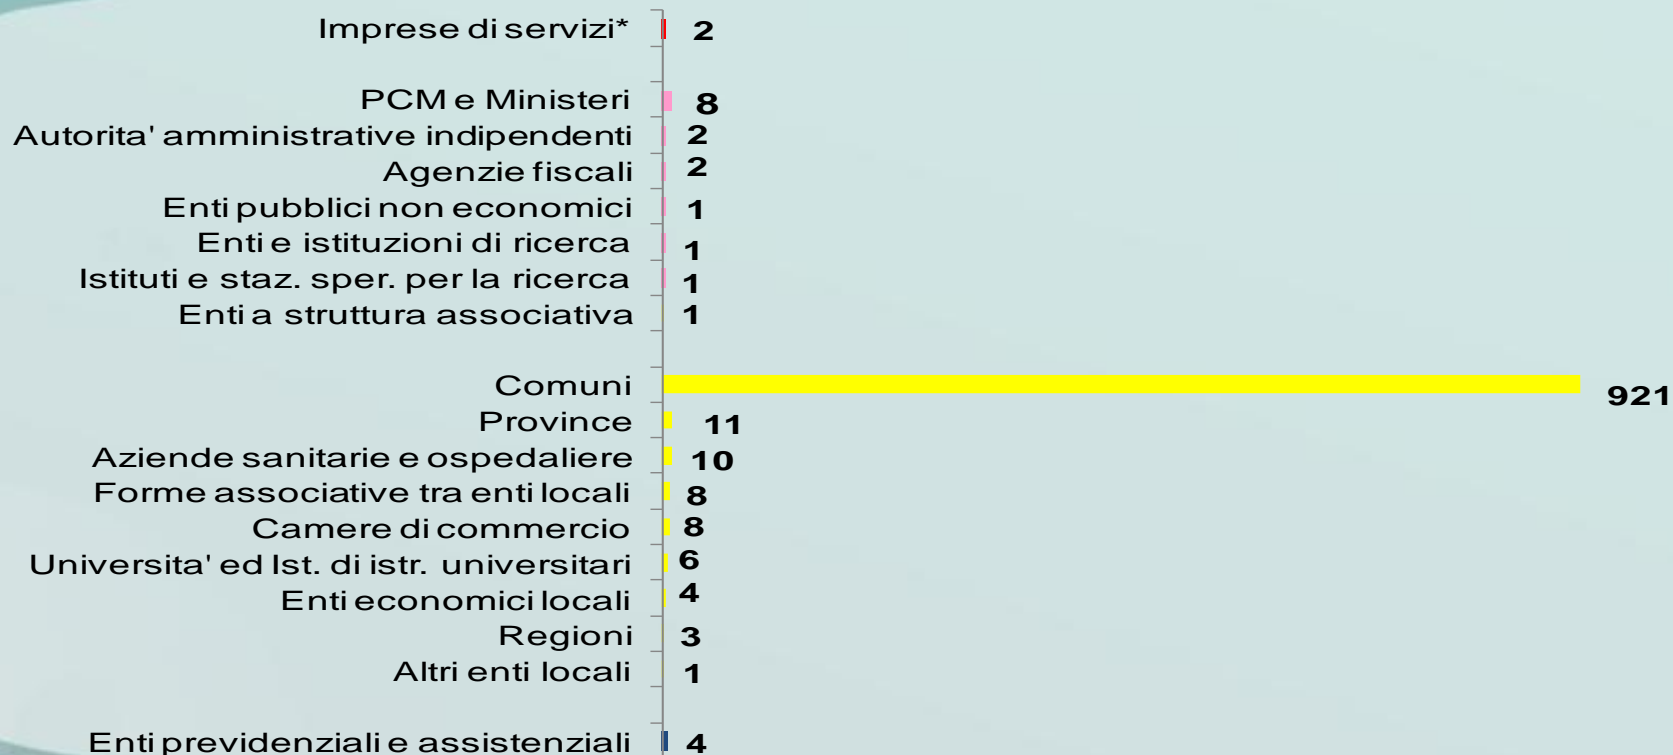 Imprese di servizi* 2
PCM e Ministeri 8
Autorita' amministrative indipendenti 2
Agenzie fiscali 2
Enti pubblici non economici 1
Enti e istituzioni di ricerca 1
Istituti e staz. sper. per la ricerca 1
Enti a struttura associativa 1
Comuni 921
Province 11
Aziende sanitarie e ospedaliere 10
Forme associative tra enti locali 8
Camere di commercio 8
Universita' ed Ist. di istr. universitari 6
Enti economici locali 4
Regioni 3
Altri enti locali 1
Enti previdenziali e assistenziali 4